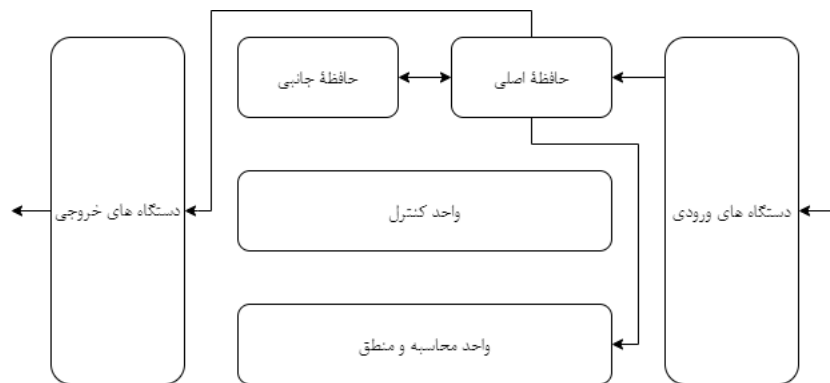 حافظهٔ اصلی
حافظهٔ جانبی
دستگاه های ورودی
واحد کنترل
دستگاه های خروجی
واحد محاسبه و منطق